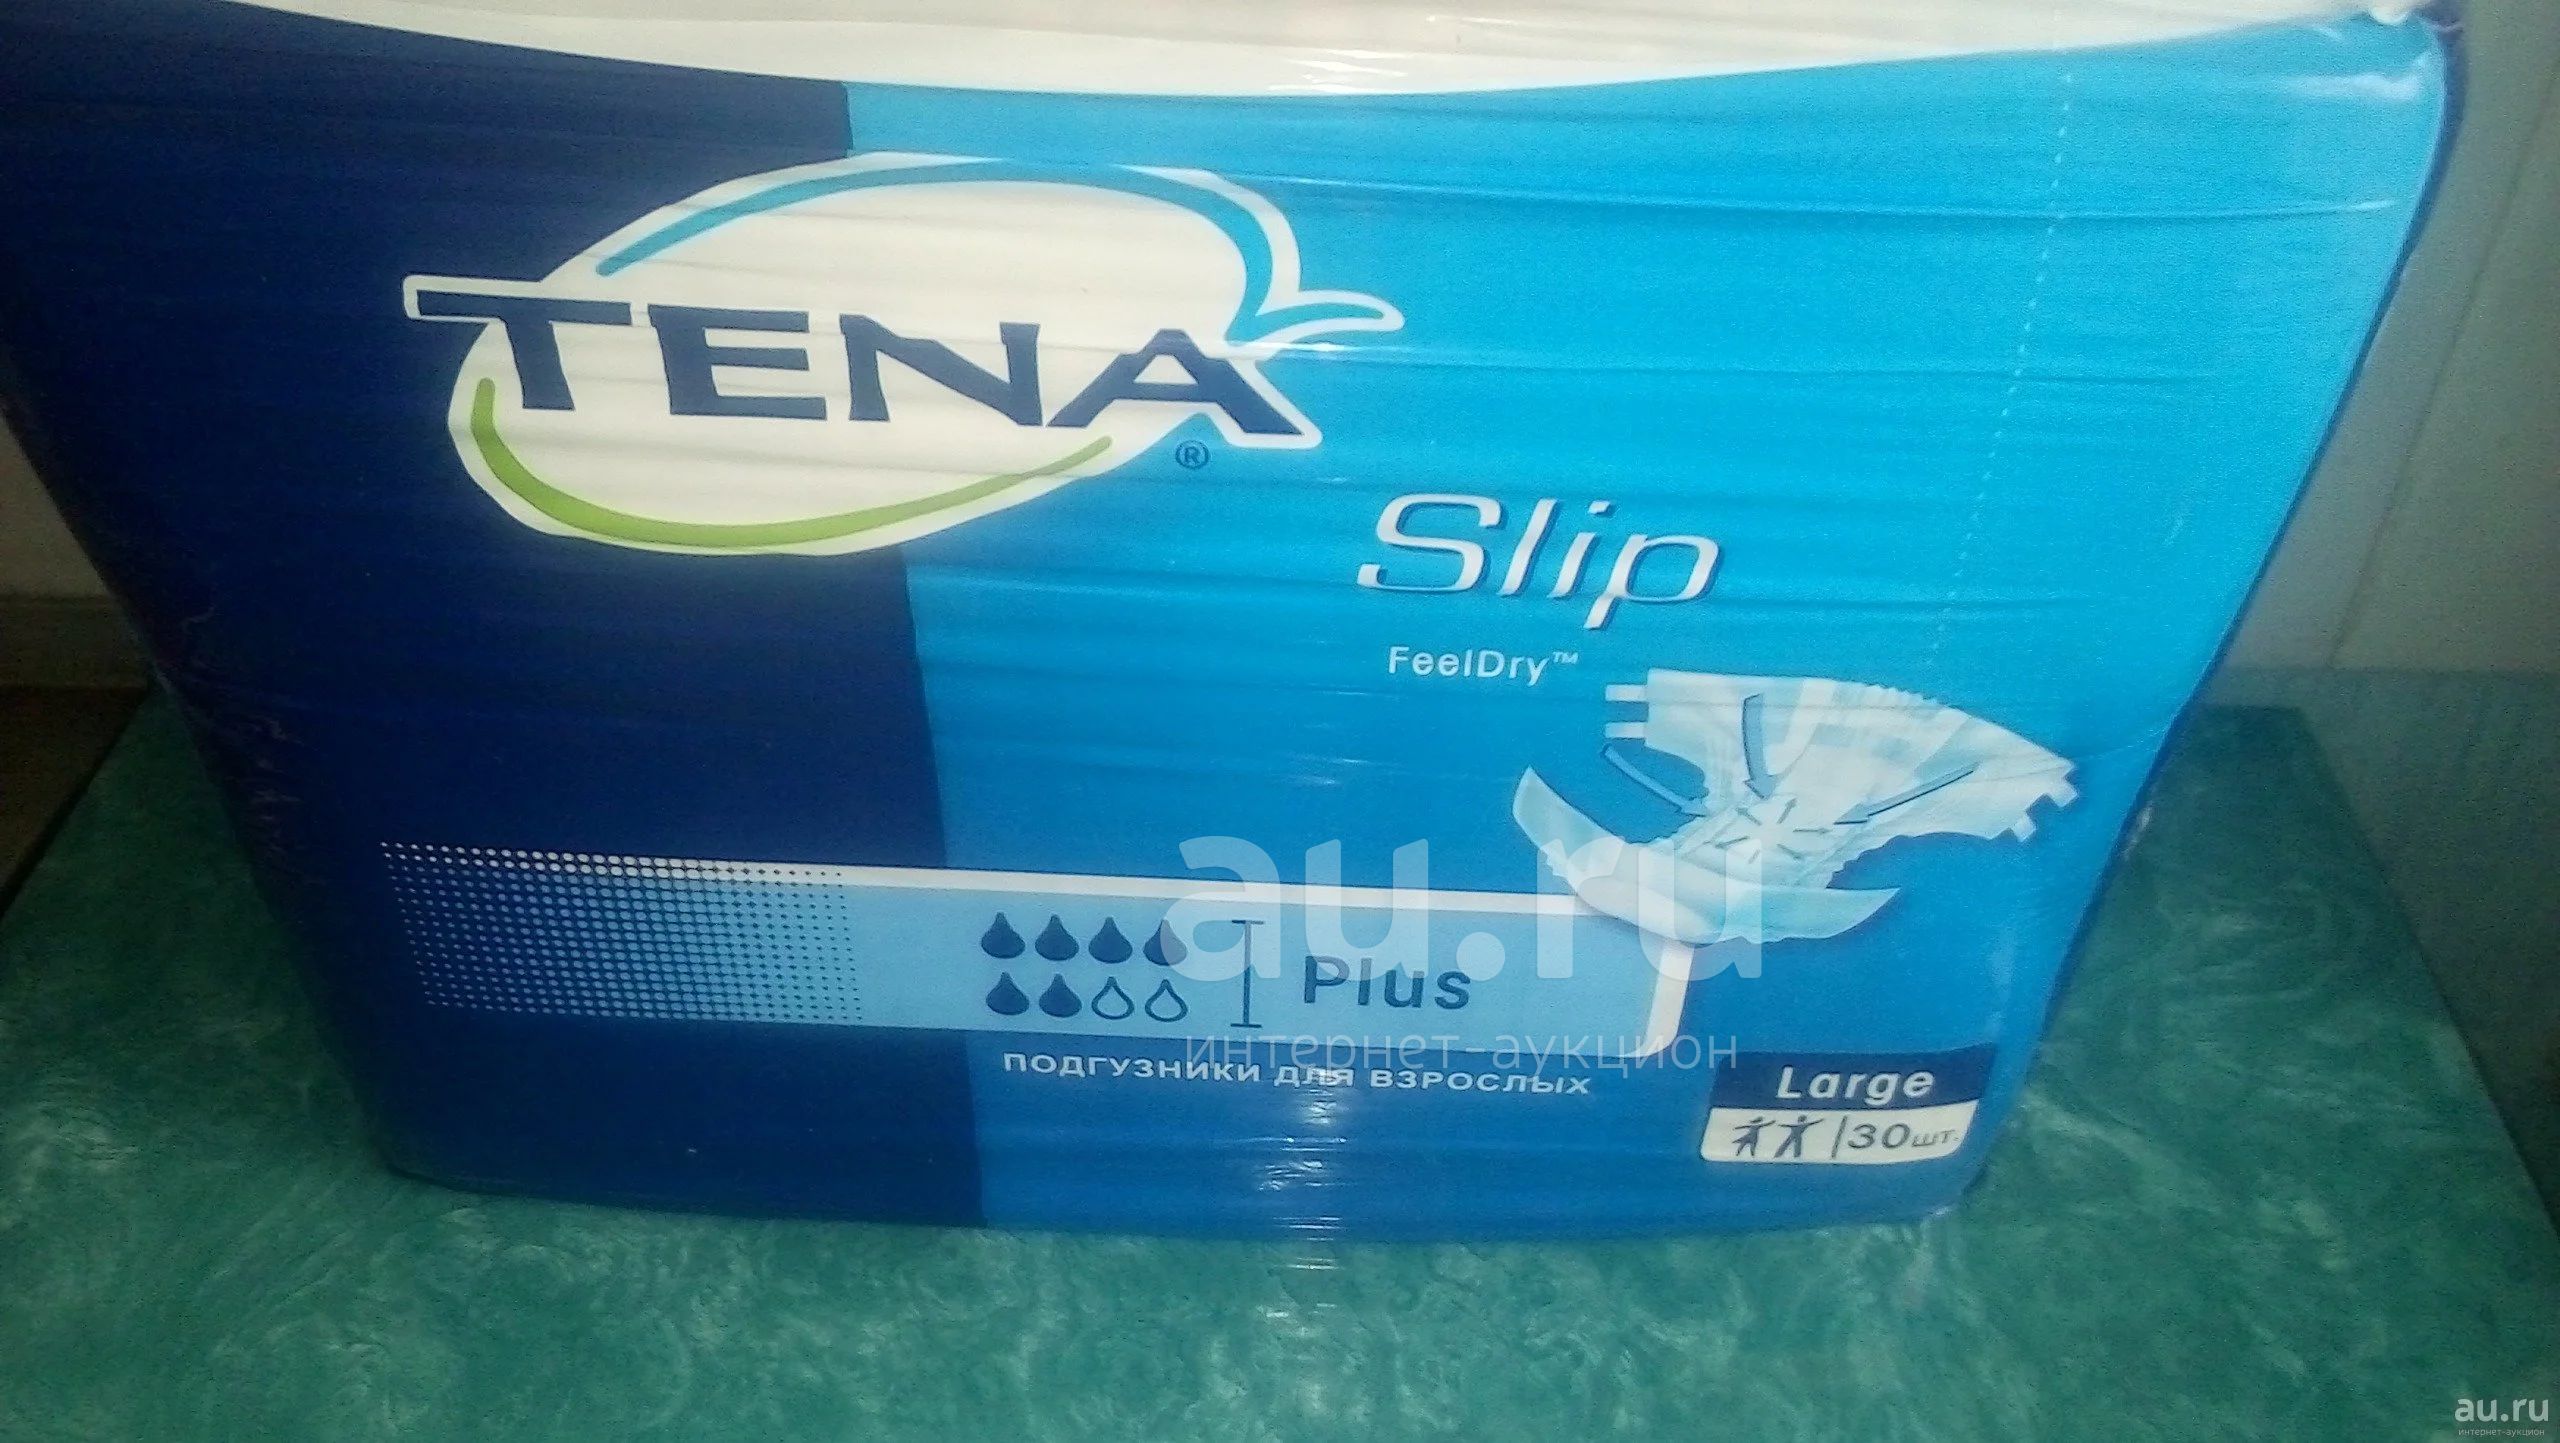 TENA
®
Slip
FeelDry™
au.ru
Plus
интернет-аукцион
ПОДГУЗНИКИ ДЛЯ ВЗРОСЛЫХ
Large
30шт.
au.ru
интернет-аукцион